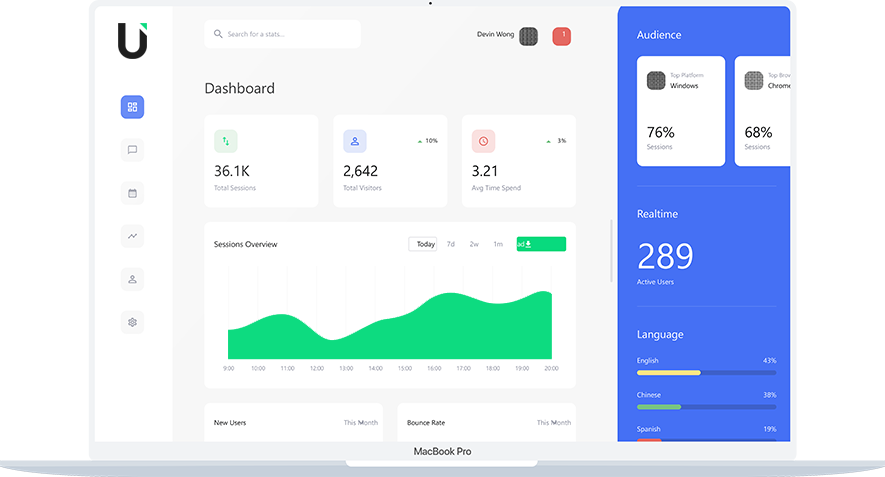 Search for a stats...
Devin Wong
1
Dashboard
36.1K
Total Sessions
10%
2,642
Total Visitors
3%
3.21
Avg Time Spend
Sessions Overview
Today 7d 2w 1m ad
9:00 10:00 11:00 12:00 13:00 14:00 15:00 16:00 17:00 18:00 19:00 20:00
New Users This Month
Bounce Rate This Month
Audience
Top Platform
Windows
76%
Sessions
Top Brow
Chrome
68%
Sessions
Realtime
289
Active Users
Language
English 43%
Chinese 38%
Spanish 19%
MacBook Pro